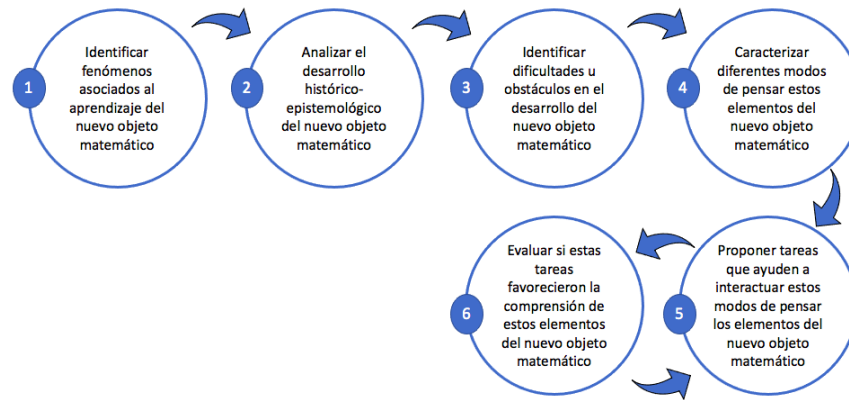 1
Identificar
fenómenos
asociados al
aprendizaje del
nuevo objeto
matemático
2
Analizar el
desarrollo
histórico-
epistemológico
del nuevo objeto
matemático
3
Identificar
dificultades u
obstáculos en el
desarrollo del
nuevo objeto
matemático
4
Caracterizar
diferentes modos
de pensar estos
elementos del
nuevo objeto
matemático
5
Proponer tareas
que ayuden a
interactuar estos
modos de pensar
los elementos del
nuevo objeto
matemático
6
Evaluar si estas
tareas
favorecieron la
comprensión de
estos elementos
del nuevo objeto
matemático